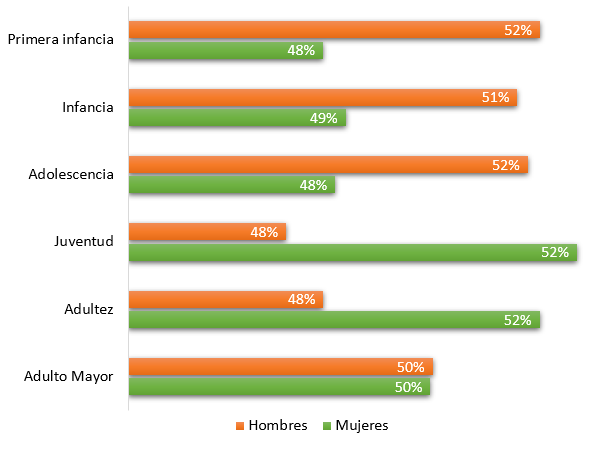 Primera infancia
52%
48%
Infancia
51%
49%
Adolescencia
52%
48%
Juventud
48%
52%
Adultez
48%
52%
Adulto Mayor
50%
50%
Hombres Mujeres